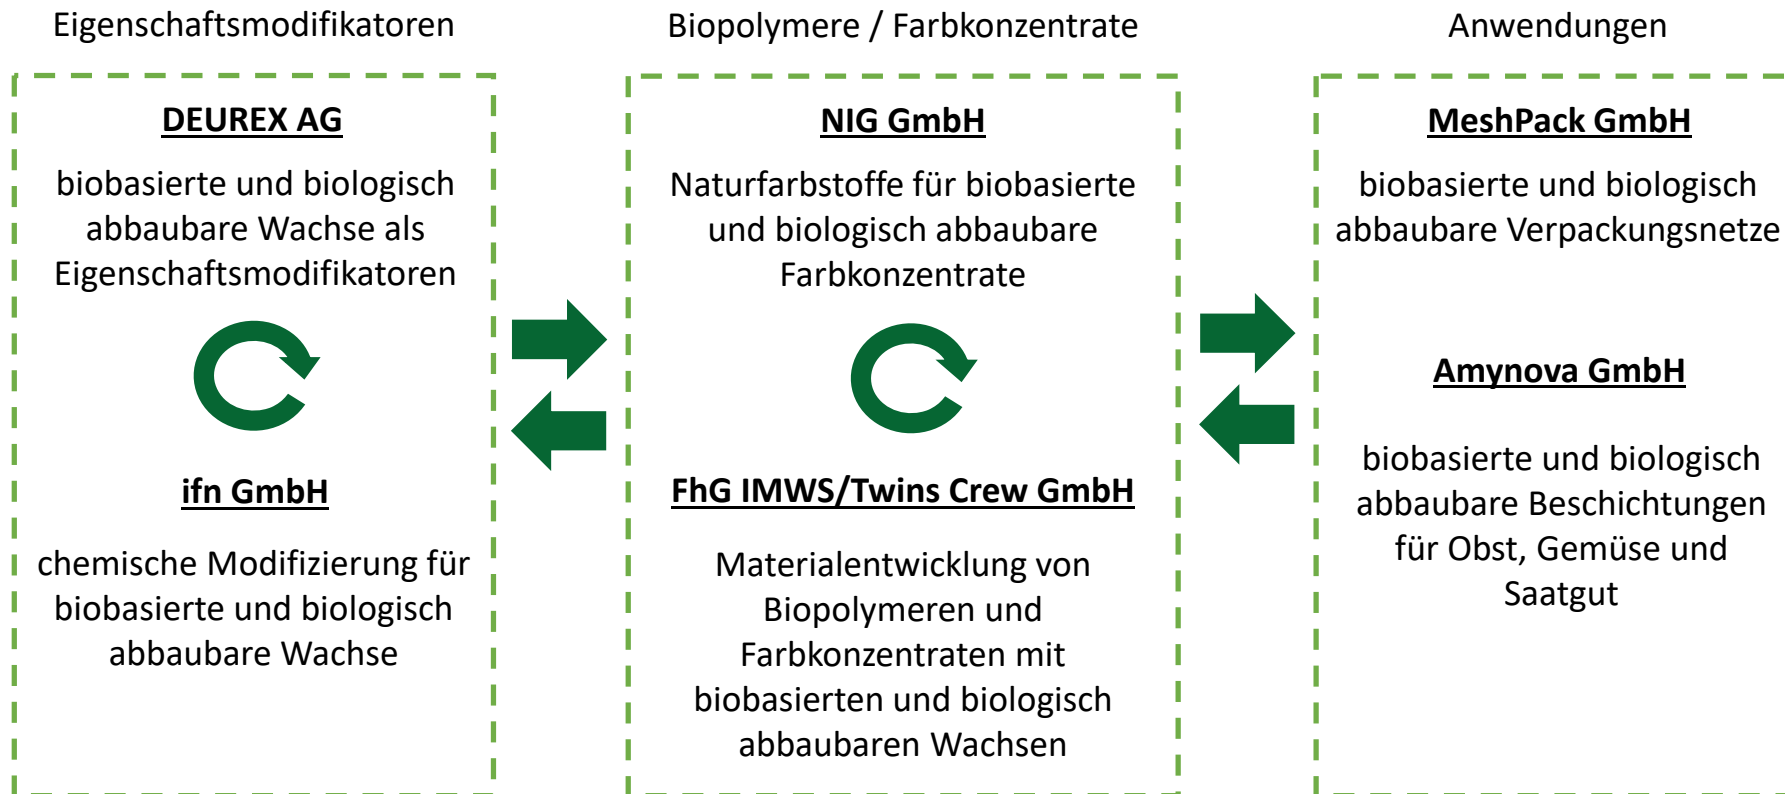 Eigenschaftsmodifikatoren
DEUREX AG
biobasierte und biologisch
abbaubare Wachse als
Eigenschaftsmodifikatoren
ifn GmbH
chemische Modifizierung für
biobasierte und biologisch
abbaubare Wachse
Biopolymere / Farbkonzentrate
NIG GmbH
Naturfarbstoffe für biobasierte
und biologisch abbaubare
Farbkonzentrate
FhG IMWS/Twins Crew GmbH
Materialentwicklung von
Biopolymeren und
Farbkonzentraten mit
biobasierten und biologisch
abbaubaren Wachsen
Anwendungen
MeshPack GmbH
biobasierte und biologisch
abbaubare Verpackungsnetze
Amynova GmbH
biobasierte und biologisch
abbaubare Beschichtungen
für Obst, Gemüse und
Saatgut